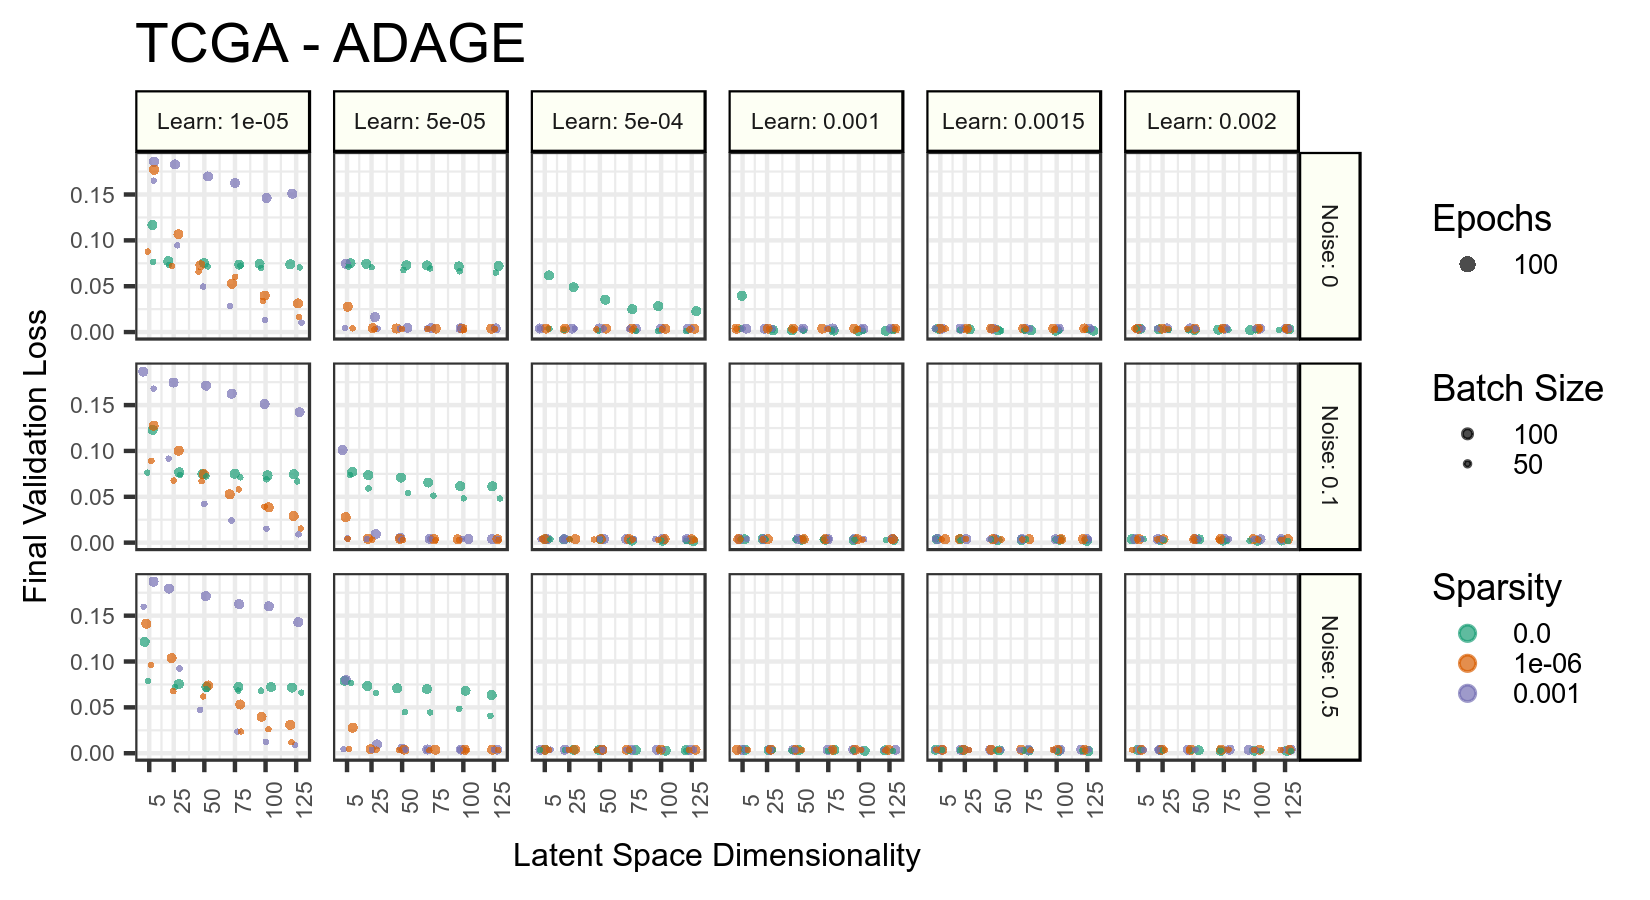 TCGA - ADAGE
Learn: 1e-05
Learn: 5e-05
Learn: 5e-04
Learn: 0.001
Learn: 0.0015
Learn: 0.002
Final Validation Loss
0.15
0.10
0.05
0.00
Noise: 0
0.15
0.10
0.05
0.00
Noise: 0.1
0.15
0.10
0.05
0.00
Noise: 0.5
5 25 50 75 100 125
5 25 50 75 100 125
5 25 50 75 100 125
5 25 50 75 100 125
5 25 50 75 100 125
5 25 50 75 100 125
Latent Space Dimensionality
Epochs
100
Batch Size
100
50
Sparsity
0.0
1e-06
0.001